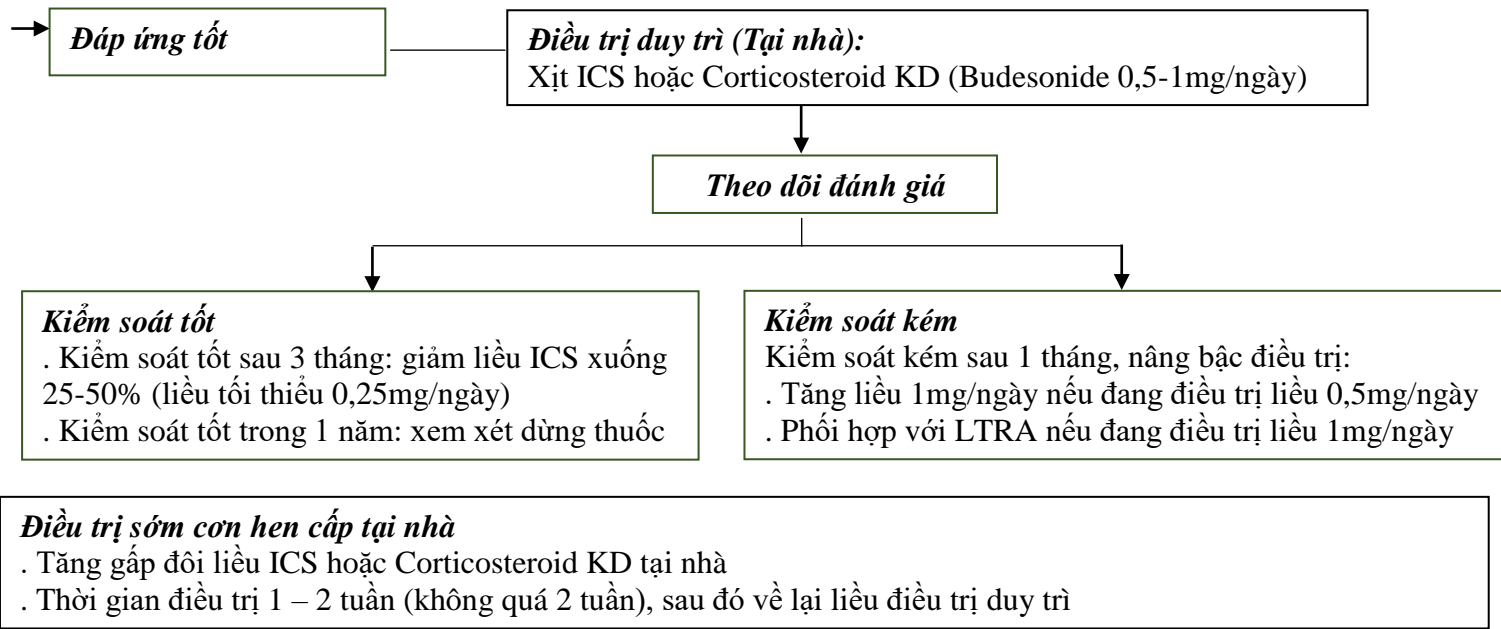 Đáp ứng tốt
Điều trị duy trì (Tại nhà):
Xịt ICS hoặc Corticosteroid KD (Budesonide 0,5-1mg/ngày)
Theo dõi đánh giá
Kiểm soát tốt
. Kiểm soát tốt sau 3 tháng: giảm liều ICS xuống
25-50% (liều tối thiểu 0,25mg/ngày)
. Kiểm soát tốt trong 1 năm: xem xét dừng thuốc
Kiểm soát kém
Kiểm soát kém sau 1 tháng, nâng bậc điều trị:
. Tăng liều 1mg/ngày nếu đang điều trị liều 0,5mg/ngày
. Phối hợp với LTRA nếu đang điều trị liều 1mg/ngày
Điều trị sớm cơn hen cấp tại nhà
. Tăng gấp đôi liều ICS hoặc Corticosteroid KD tại nhà
. Thời gian điều trị 1 – 2 tuần (không quá 2 tuần), sau đó về lại liều điều trị duy trì